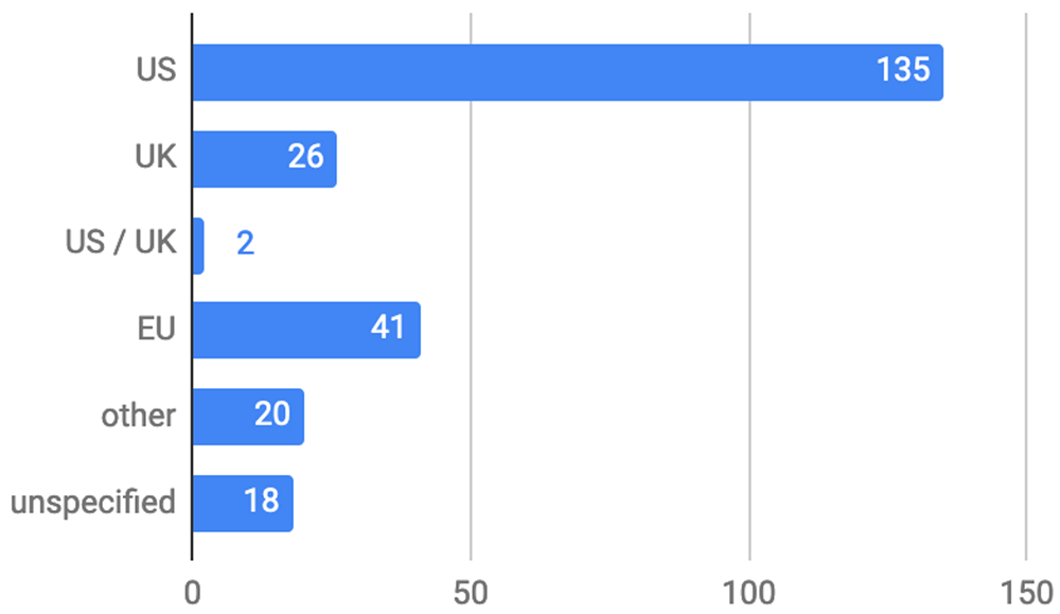 US 135
UK 26
US / UK 2
EU 41
other 20
unspecified 18
0 50 100 150